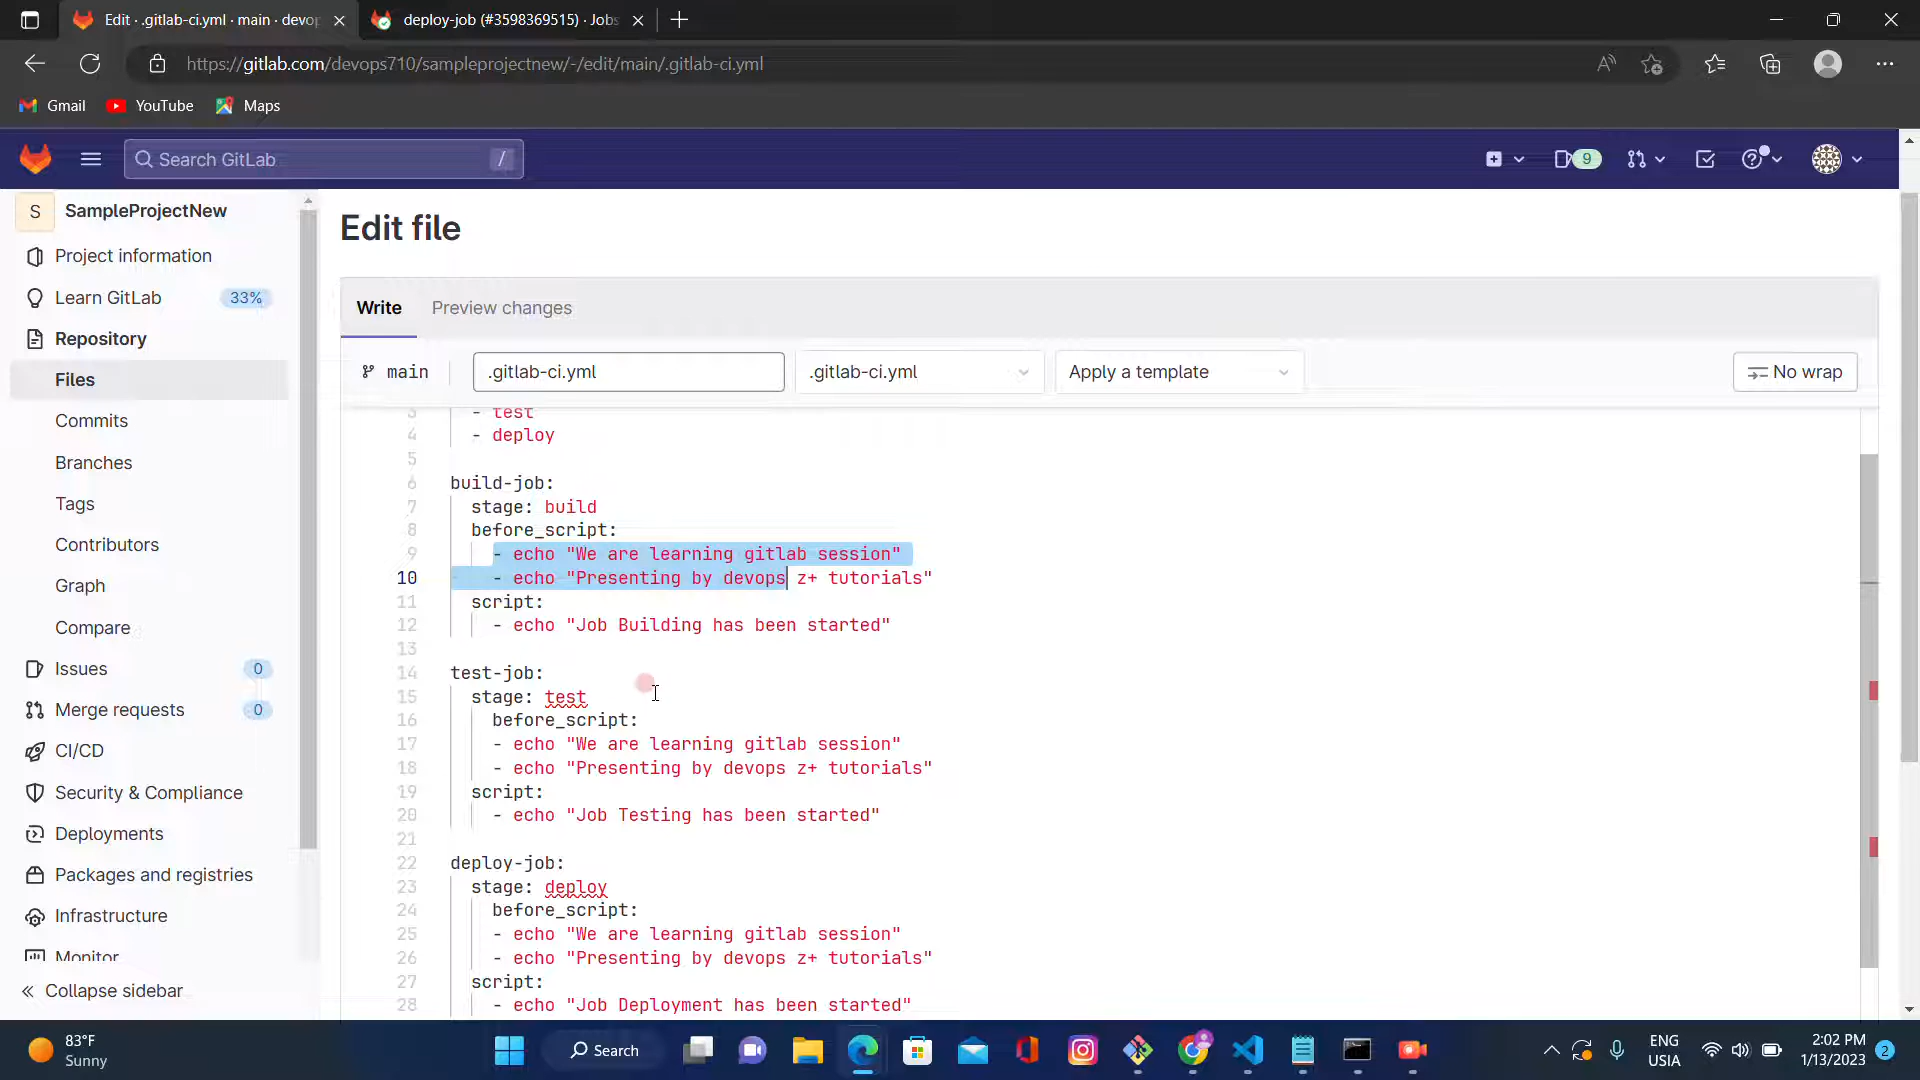 Edit · .gitlab-ci.yml · main · devop
deploy-job (#3598369515) · Jobs
https://gitlab.com/devops710/sampleprojectnew/-/edit/main/.gitlab-ci.yml
Gmail
YouTube
Maps
Search GitLab
/
9
S
SampleProjectNew
Project information
Learn GitLab
33%
Repository
Files
Commits
Branches
Tags
Contributors
Graph
Compare
Issues
0
Merge requests
0
CI/CD
Security & Compliance
Deployments
Packages and registries
Infrastructure
Monitor
Collapse sidebar
Edit file
Write
Preview changes
main
.gitlab-ci.yml
.gitlab-ci.yml
Apply a template
No wrap
3 - test
4 - deploy
5
6 build-job:
7 stage: build
8 before_script:
9 - echo "We are learning gitlab session"
10 - echo "Presenting by devops z+ tutorials"
11 script:
12 - echo "Job Building has been started"
13
14 test-job:
15 stage: test
16 before_script:
17 - echo "We are learning gitlab session"
18 - echo "Presenting by devops z+ tutorials"
19 script:
20 - echo "Job Testing has been started"
21
22 deploy-job:
23 stage: deploy
24 before_script:
25 - echo "We are learning gitlab session"
26 - echo "Presenting by devops z+ tutorials"
27 script:
28 - echo "Job Deployment has been started"
83°F
Sunny
Search
ENG
USIA
2:02 PM
1/13/2023
2